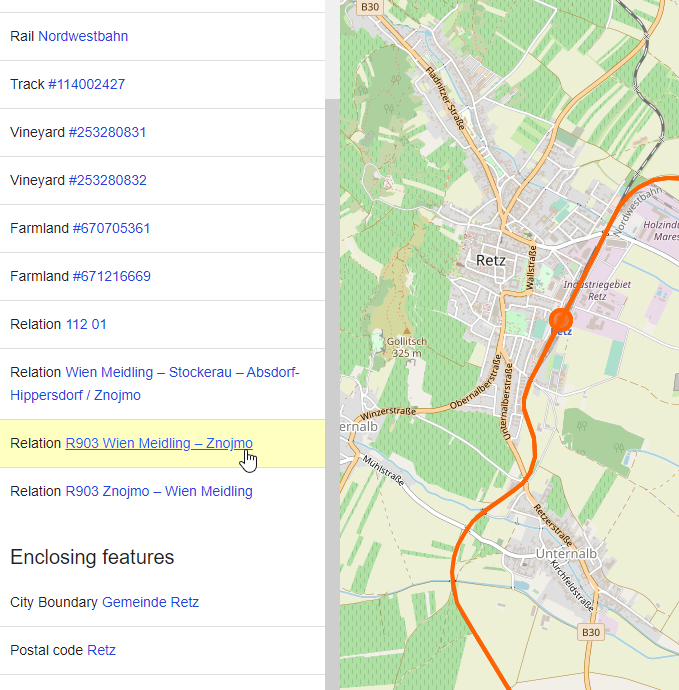 Rail Nordwestbahn
Track #114002427
Vineyard #253280831
Vineyard #253280832
Farmland #670705361
Farmland #671216669
Relation 112 01
Relation Wien Meidling – Stockerau – Absdorf-
Hippersdorf / Znojmo
Relation R903 Wien Meidling – Znojmo
Relation R903 Znojmo – Wien Meidling
Enclosing features
City Boundary Gemeinde Retz
Postal code Retz
B30
Fladnitzer Straße
Nordwestbahn
Holzindu
Mares
Retz
Wallstraße
Industriegebiet
Retz
Retz
Gollitsch
325 m
Obernalberstraße
Unternalberstraße
Winzerstraße
ernalb
Mühlstraße
Retzerstraße
Unternalb
Kirchfeldstraße
B30